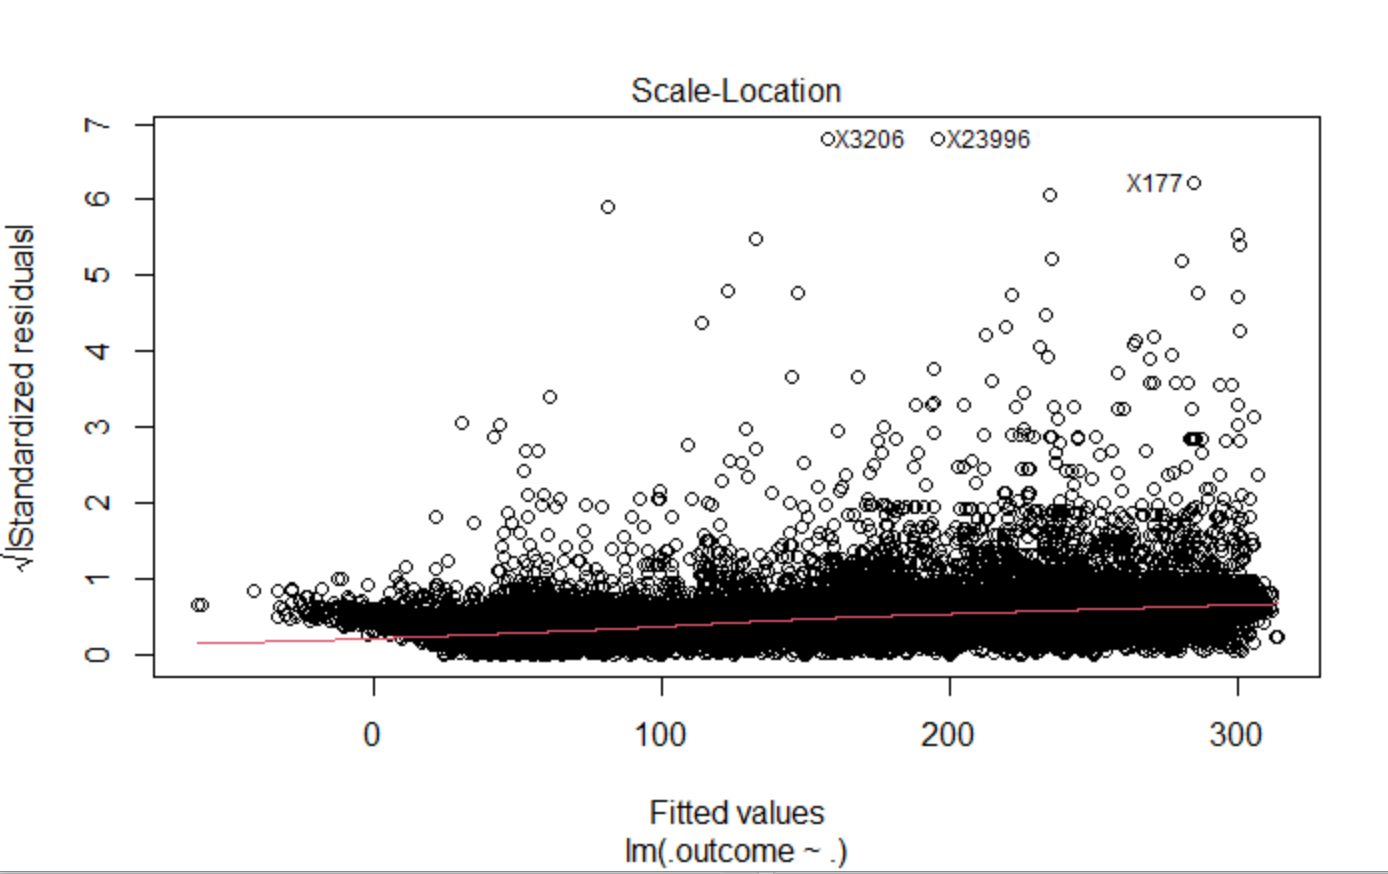 Scale-Location
7
X3206
X23996
X177
6
5
4
3
2
1
0
√|Standardized residuals|
0 100 200 300
Fitted values
lm(.outcome ~ .)